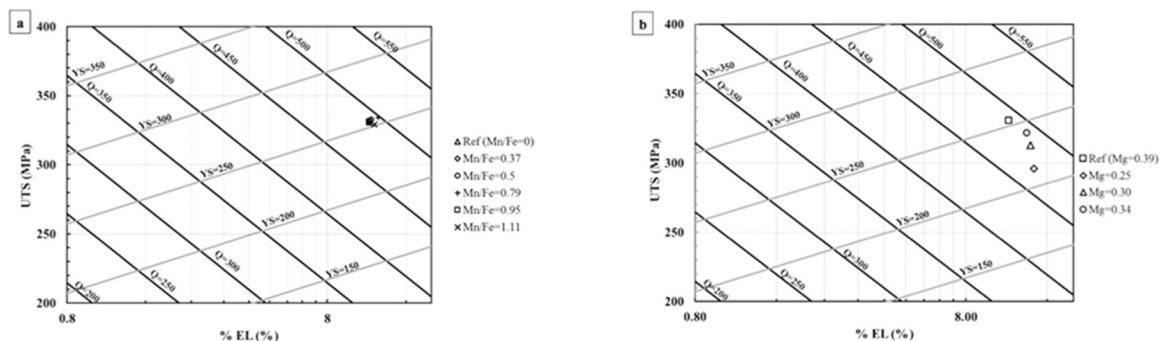 a
400
350
300
250
200
UTS (MPa)
0.8
8
% EL (%)
YS=350
YS=300
YS=250
YS=200
YS=150
Q=200
Q=250
Q=300
Q=350
Q=400
Q=450
Q=500
Q=550
Ref (Mn/Fe=0)
Mn/Fe=0.37
Mn/Fe=0.5
Mn/Fe=0.79
Mn/Fe=0.95
Mn/Fe=1.11
b
400
350
300
250
200
UTS (MPa)
0.80
8.00
% EL (%)
YS=350
YS=300
YS=250
YS=200
YS=150
Q=200
Q=250
Q=300
Q=350
Q=400
Q=450
Q=500
Q=550
Ref (Mg=0.39)
Mg=0.25
Mg=0.30
Mg=0.34